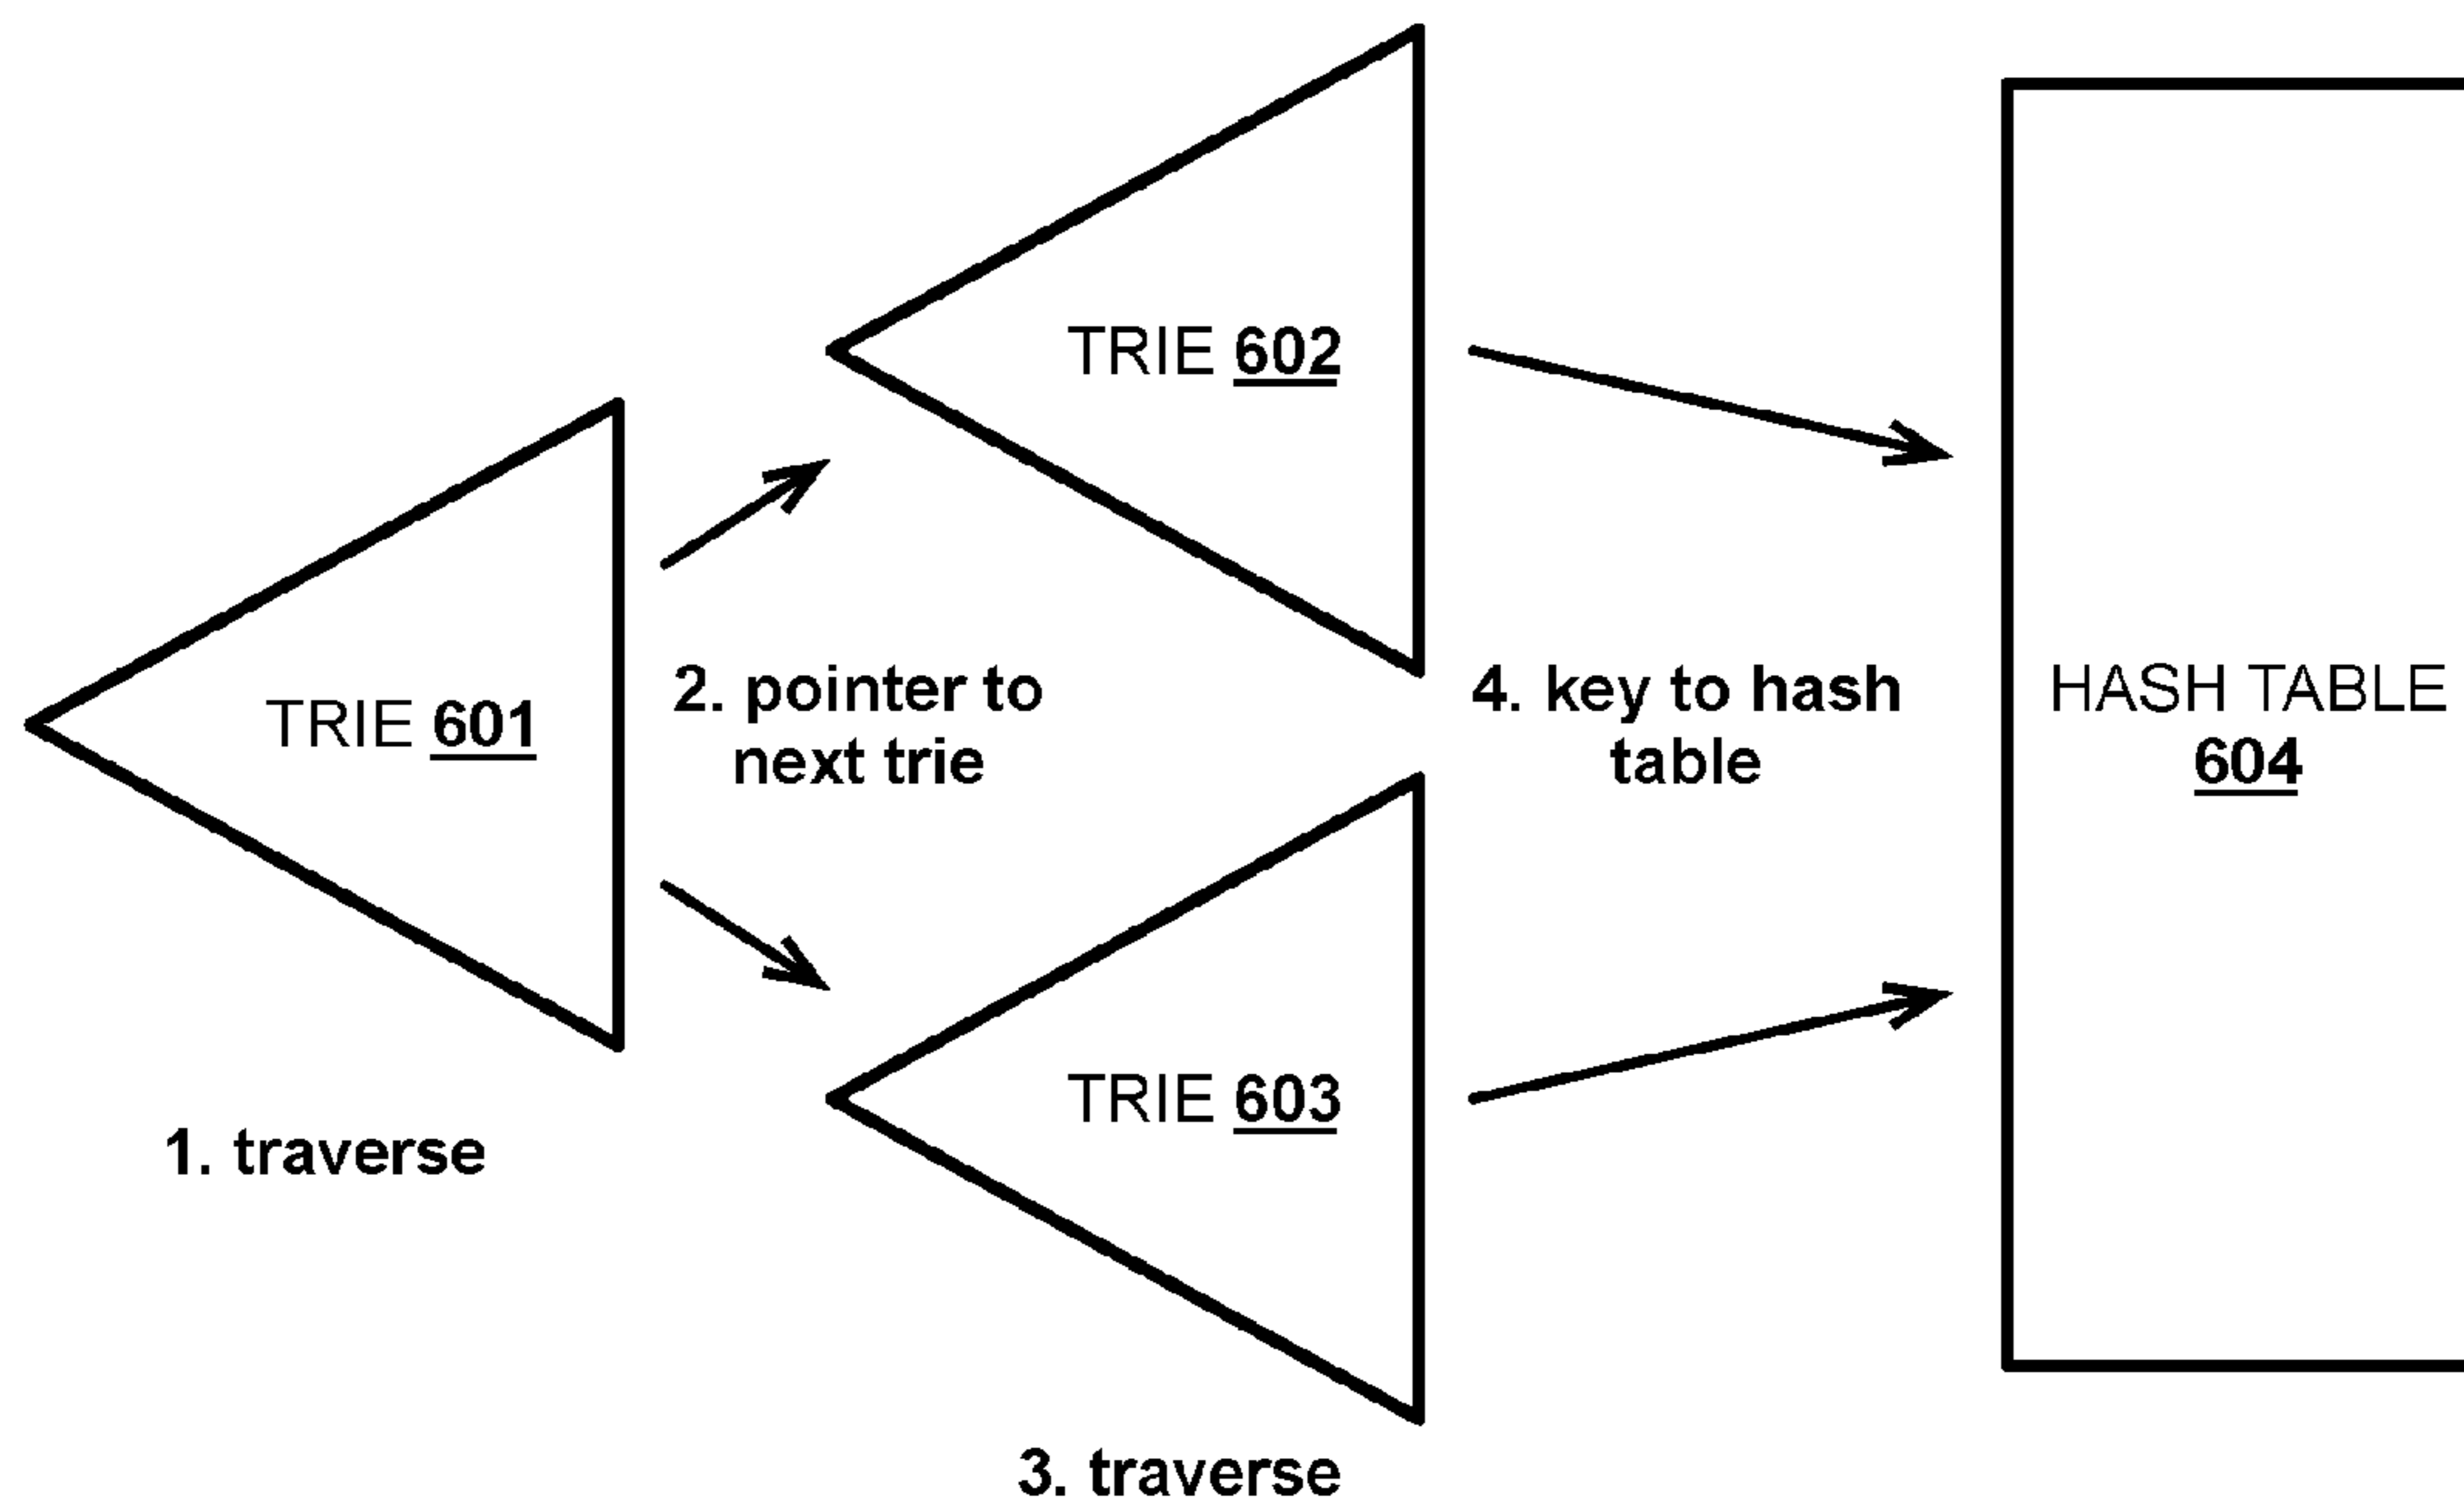 TRIE 602
TRIE 601
2. pointer to
next trie
4. key to hash
table
HASH TABLE
604
TRIE 603
1. traverse
3. traverse